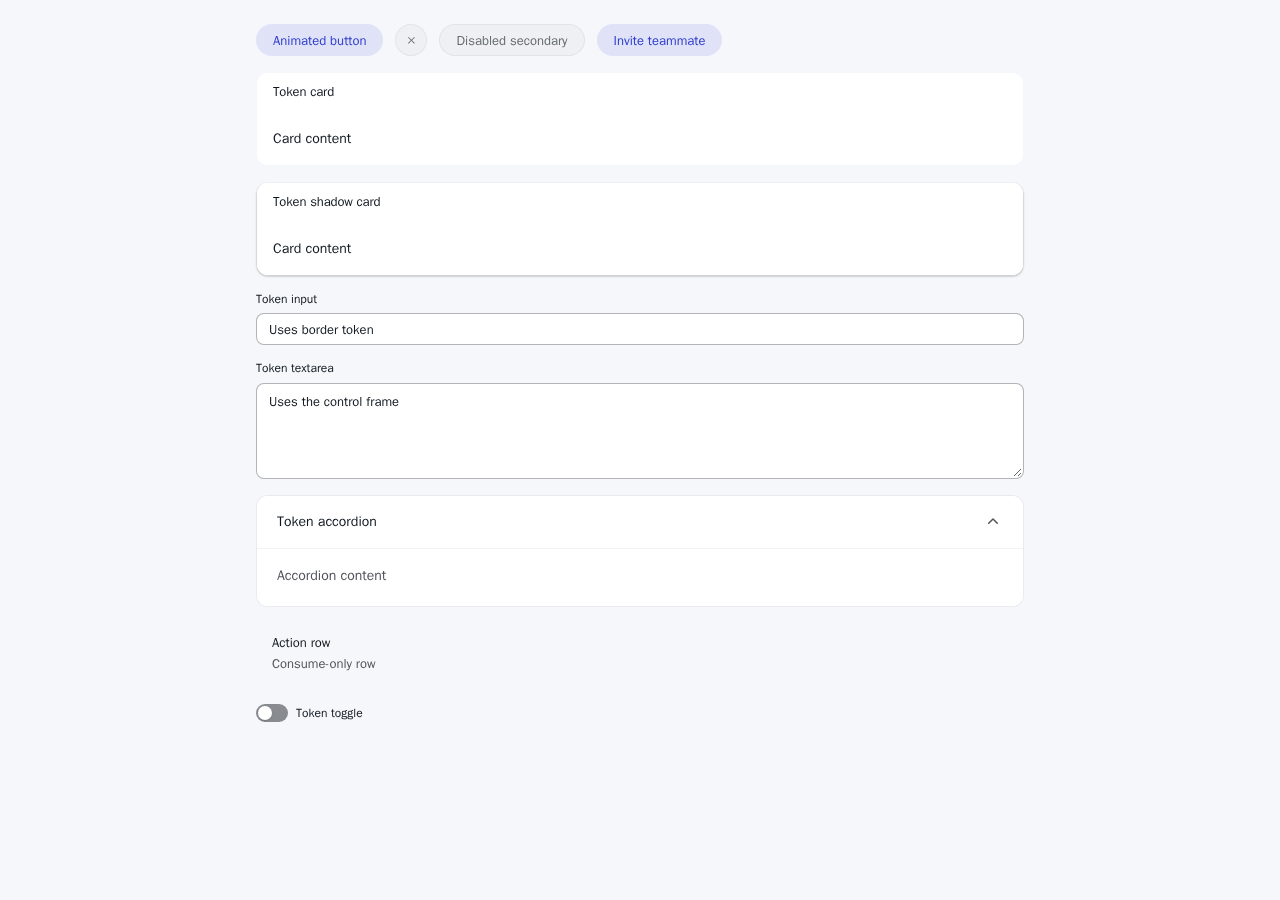 Animated button × Disabled secondary Invite teammate
Token card
Card content
Token shadow card
Card content
Token input
Uses border token
Token textarea
Uses the control frame
Token accordion
Accordion content
Action row
Consume-only row
Token toggle